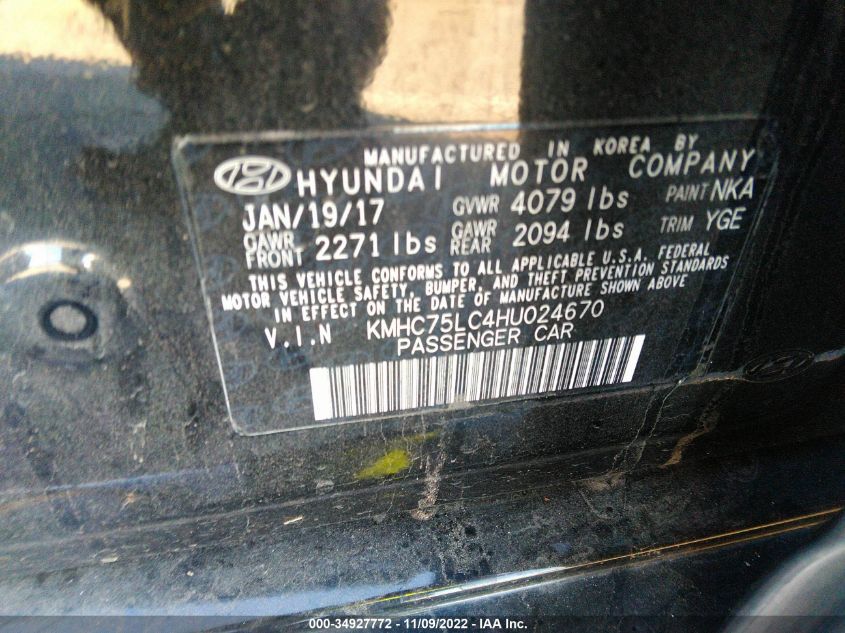 MANUFACTURED IN KOREA BY
HYUNDAI MOTOR COMPANY
JAN/19/17 GVWR 4079 lbs PAINT NKA
GAWR FRONT 2271 lbs GAWR REAR 2094 lbs TRIM YGE
THIS VEHICLE CONFORMS TO ALL APPLICABLE U.S.A. FEDERAL
MOTOR VEHICLE SAFETY, BUMPER, AND THEFT PREVENTION STANDARDS
IN EFFECT ON THE DATE OF MANUFACTURE SHOWN ABOVE
V.I.N KMHC75LC4HU024670
PASSENGER CAR
000-34927772 - 11/09/2022 - IAA Inc.